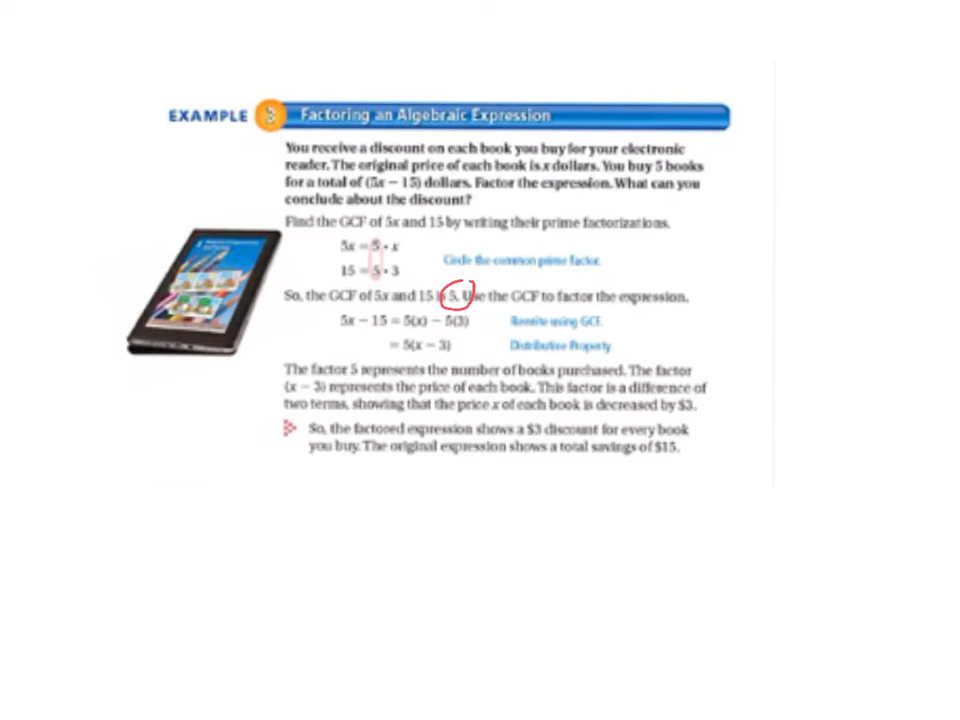 EXAMPLE 3 Factoring an Algebraic Expression
You receive a discount on each book you buy for your electronic
reader. The original price of each book is x dollars. You buy 5 books
for a total of (5x − 15) dollars. Factor the expression. What can you
conclude about the discount?
Find the GCF of 5x and 15 by writing their prime factorizations.
5x = 5 • x
15 = 5 • 3 Circle the common prime factor.
So, the GCF of 5x and 15 is 5. Use the GCF to factor the expression.
5x − 15 = 5(x) − 5(3) Rewrite using GCF.
= 5(x − 3) Distributive Property
The factor 5 represents the number of books purchased. The factor
(x − 3) represents the price of each book. This factor is a difference of
two terms, showing that the price x of each book is decreased by $3.
So, the factored expression shows a $3 discount for every book
you buy. The original expression shows a total savings of $15.